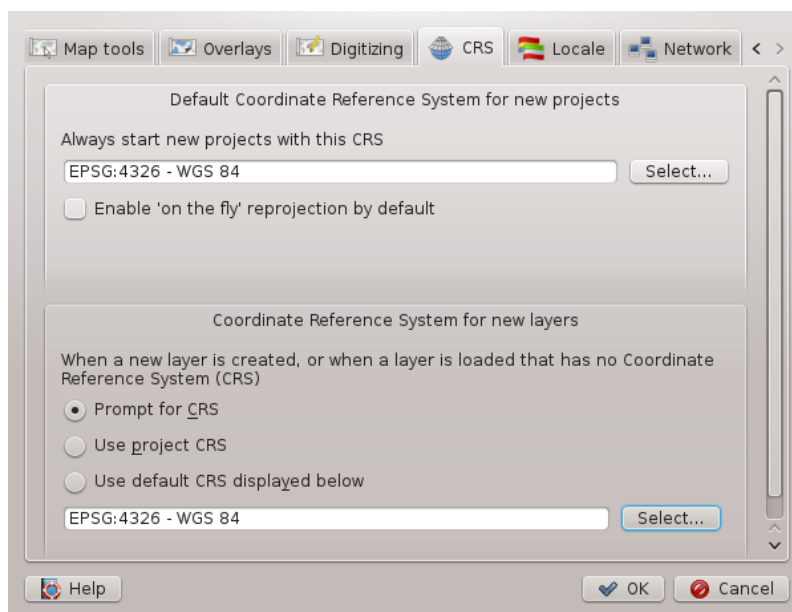 Map tools Overlays Digitizing CRS Locale Network < >
Default Coordinate Reference System for new projects
Always start new projects with this CRS
EPSG:4326 - WGS 84 Select...
Enable 'on the fly' reprojection by default
Coordinate Reference System for new layers
When a new layer is created, or when a layer is loaded that has no Coordinate
Reference System (CRS)
Prompt for CRS
Use project CRS
Use default CRS displayed below
EPSG:4326 - WGS 84 Select...
Help OK Cancel